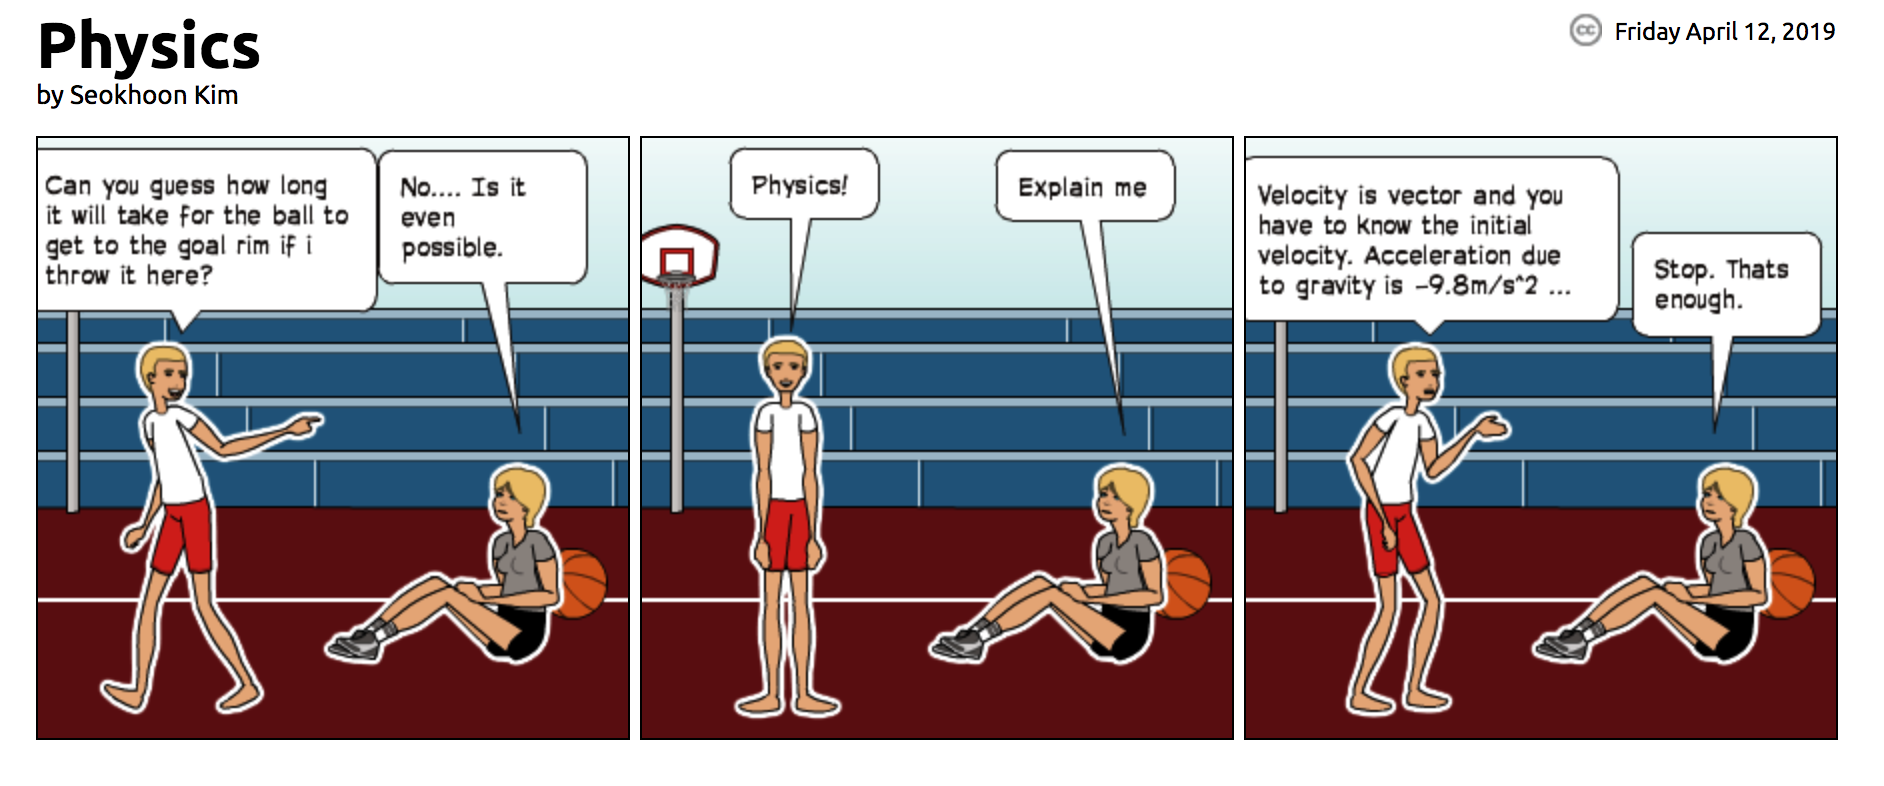 Physics
by Seokhoon Kim
cc Friday April 12, 2019
Can you guess how long
it will take for the ball to
get to the goal rim if i
throw it here?
No.... Is it
even
possible.
Physics!
Explain me
Velocity is vector and you
have to know the initial
velocity. Acceleration due
to gravity is -9.8m/s^2 ...
Stop. Thats
enough.